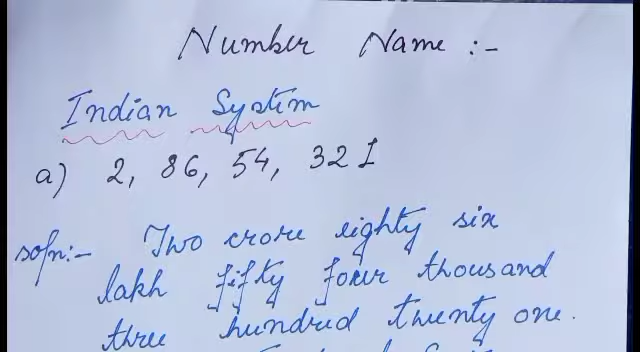 Number Name :-
Indian System
a) 2, 86, 54, 321
soln:- Two crore eighty six
lakh fifty four thousand
three hundred twenty one.